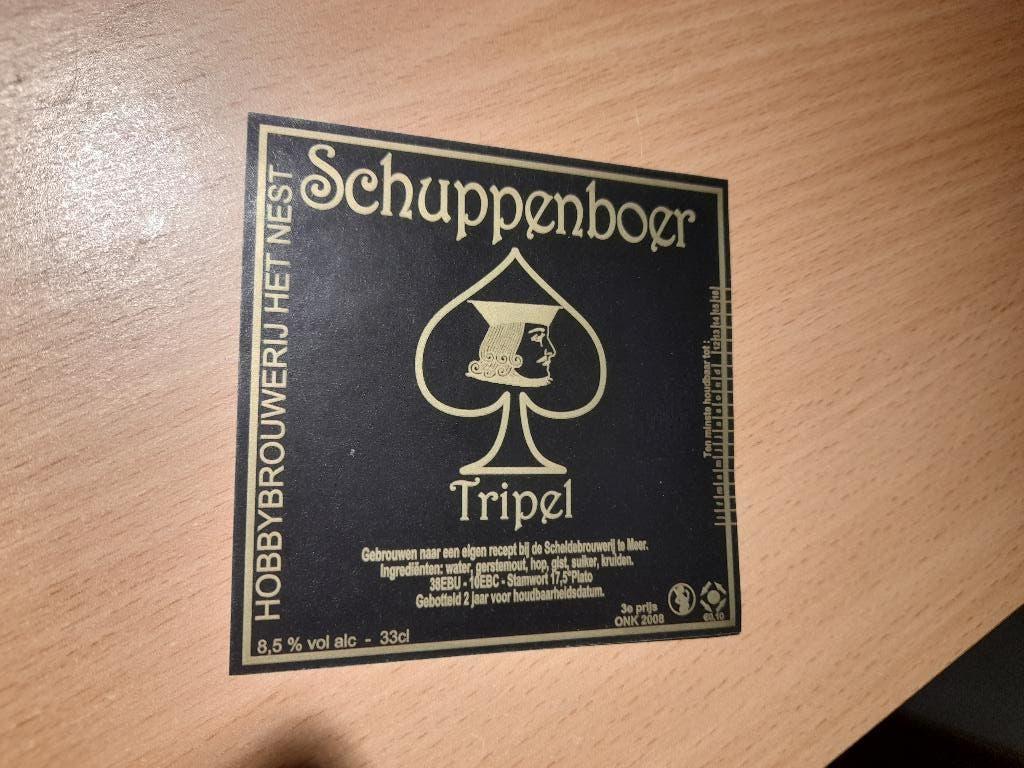 Schuppenboer
HOBBYBROUWERIJ HET NEST
Tripel
Gebrouwen naar een eigen recept bij de Scheldebrouwerij te Meer.
Ingrediënten: water, gerstemout, hop, gist, suiker, kruiden.
38EBU - 10EBC - Stamwort 17,5°Plato
Gebotteld 2 jaar voor houdbaarheidsdatum.
3e prijs
ONK 2008
€0,10
8,5 % vol alc - 33cl
Ten minste houdbaar tot :